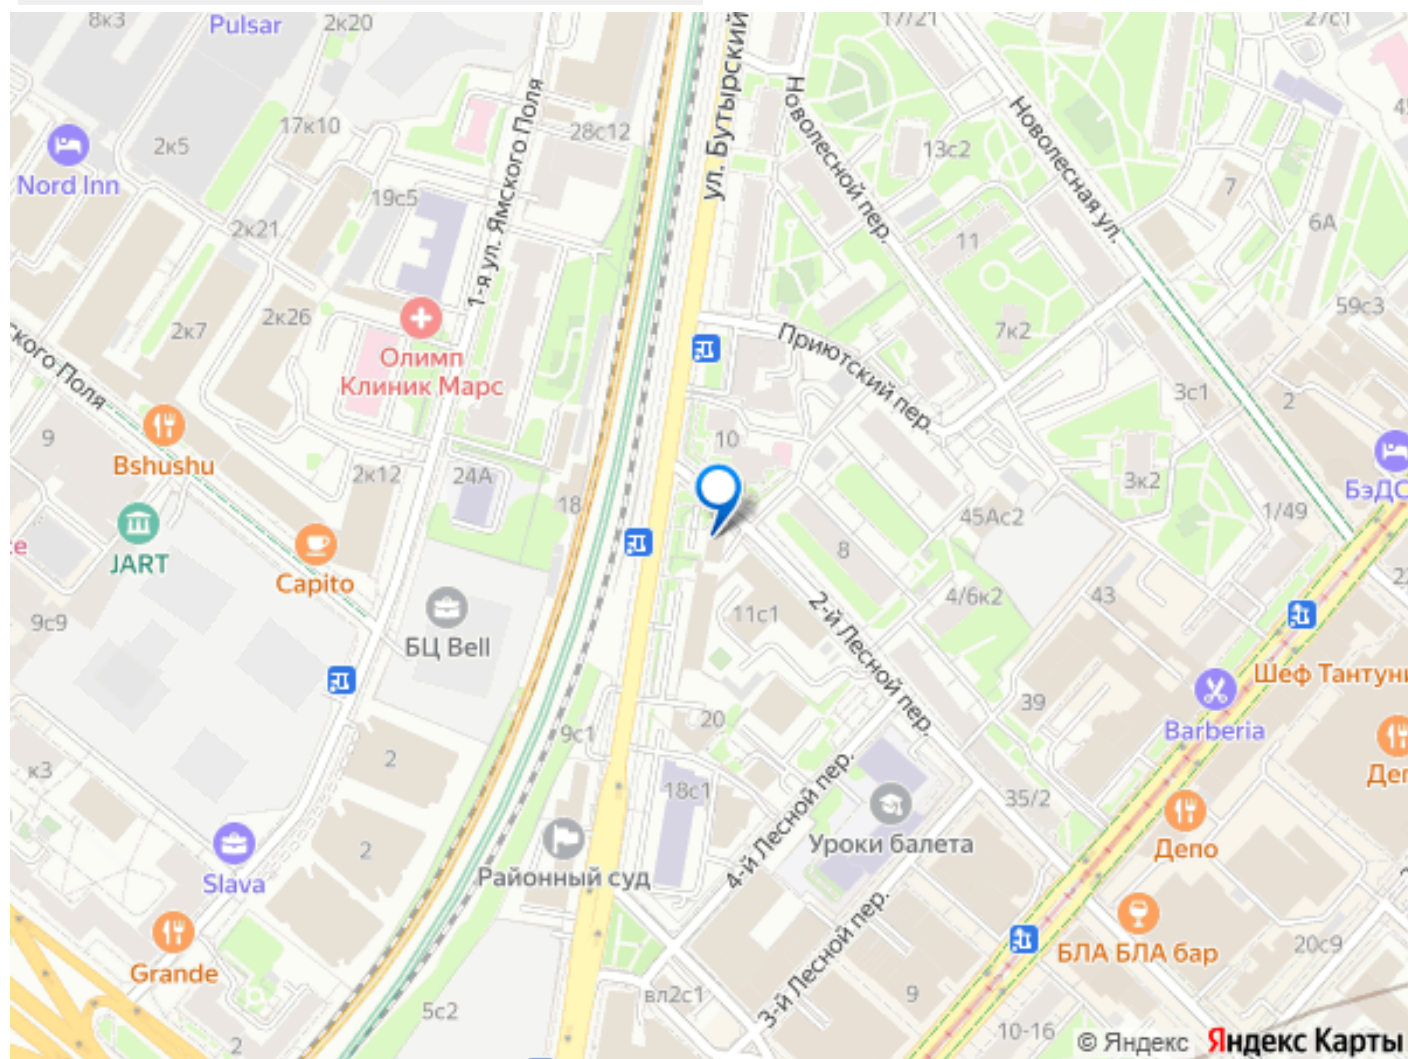 8к3
Pulsar
2к20
17/21
27с1
ул. Бутырский
Новолесной пер.
Новолесная ул.
1-я ул. Ямского Поля
17к10
28с12
2к5
13с2
Nord Inn
19с5
7
2к21
11
6А
2к7
2к26
7к2
59с3
Олимп
Клиник Марс
Приютский пер.
3с1
2
ского Поля
9
10
Bshushu
2к12
24А
18
3к2
БэДС
45Ас2
1/49
JART
8
Capito
4/6к2
43
9с9
11с1
БЦ Bell
2-й Лесной пер.
Шеф Тантуни
39
20
Barberia
9с1
2
к3
18с1
35/2
4-й Лесной пер.
Уроки балета
Депо
2
Районный суд
Slava
3-й Лесной пер.
БЛА БЛА бар
20с9
Grande
вл2с1
9
5с2
10-16
2
© Яндекс Яндекс Карты